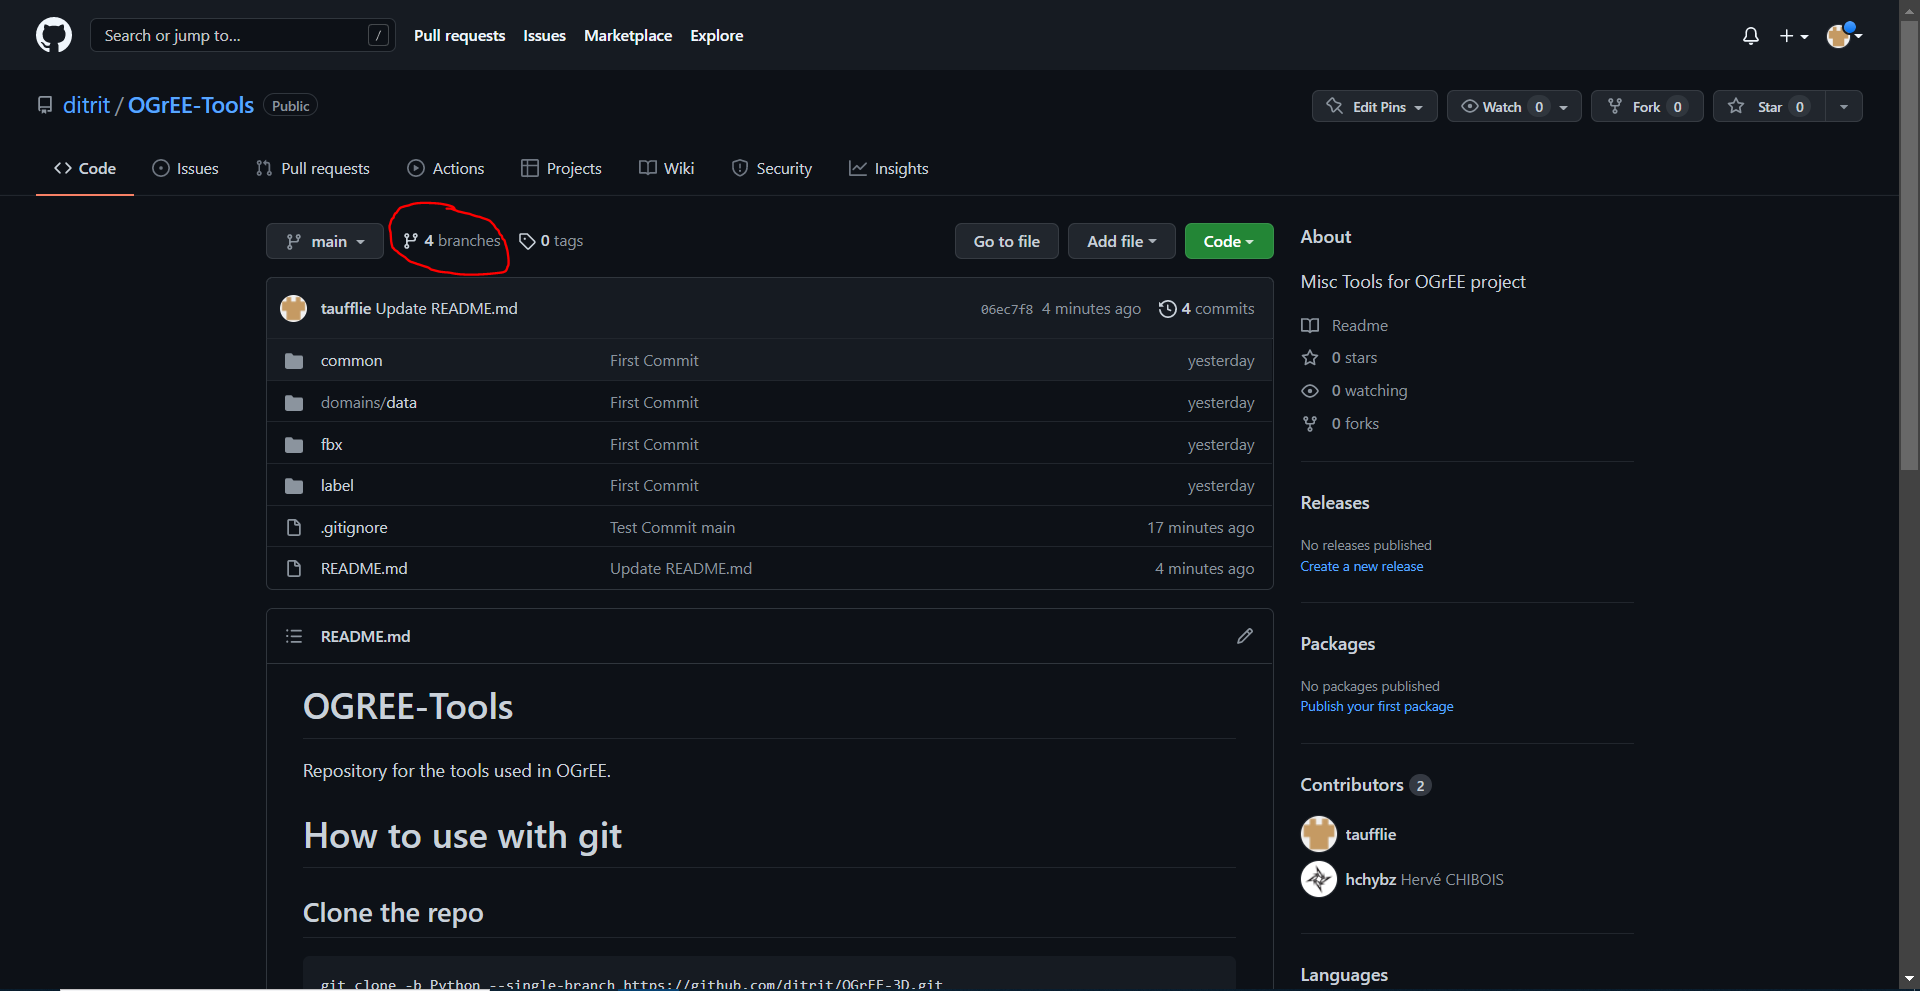 Search or jump to... /
Pull requests Issues Marketplace Explore
ditrit / OGrEE-Tools Public
Edit Pins Watch 0 Fork 0 Star 0
Code Issues Pull requests Actions Projects Wiki Security Insights
main 4 branches 0 tags
Go to file Add file Code
taufflie Update README.md 06ec7f8 4 minutes ago 4 commits
common First Commit yesterday
domains/data First Commit yesterday
fbx First Commit yesterday
label First Commit yesterday
.gitignore Test Commit main 17 minutes ago
README.md Update README.md 4 minutes ago
README.md
OGREE-Tools
Repository for the tools used in OGrEE.
How to use with git
Clone the repo
git clone -b Python --single-branch https://github.com/ditrit/OGrEE-3D.git
About
Misc Tools for OGrEE project
Readme
0 stars
0 watching
0 forks
Releases
No releases published
Create a new release
Packages
No packages published
Publish your first package
Contributors 2
taufflie
hchybz Hervé CHIBOIS
Languages